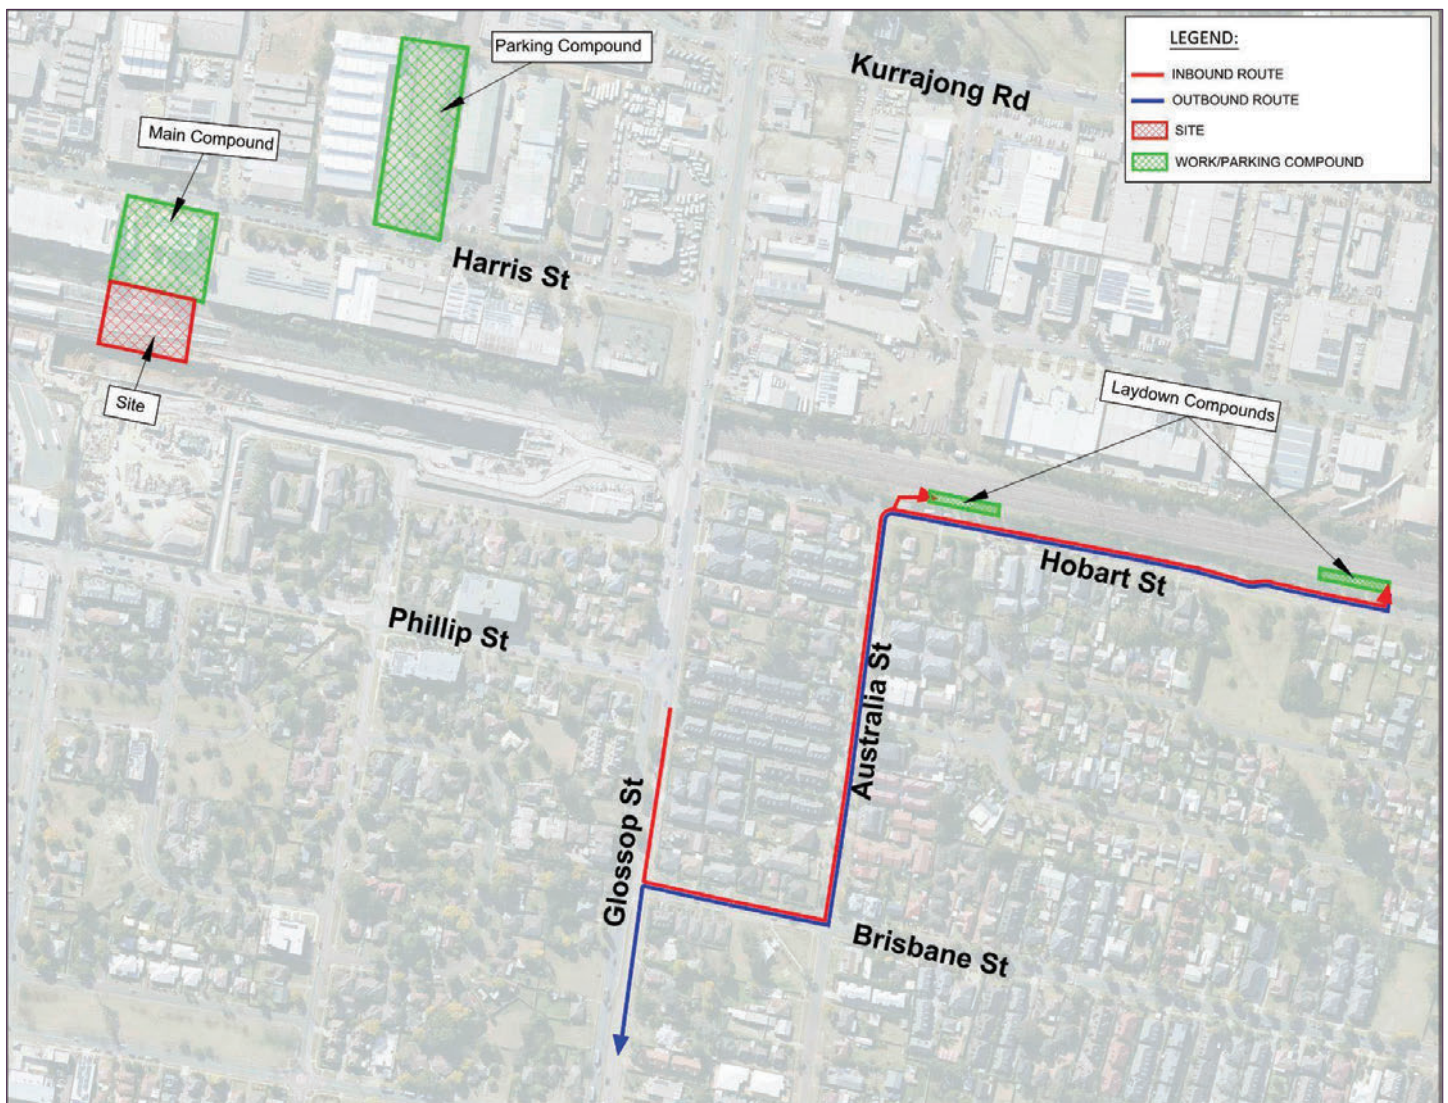 Parking Compound
Kurrajong Rd
LEGEND:
INBOUND ROUTE
OUTBOUND ROUTE
SITE
WORK/PARKING COMPOUND
Main Compound
Harris St
Site
Laydown Compounds
Hobart St
Phillip St
Australia St
Glossop St
Brisbane St